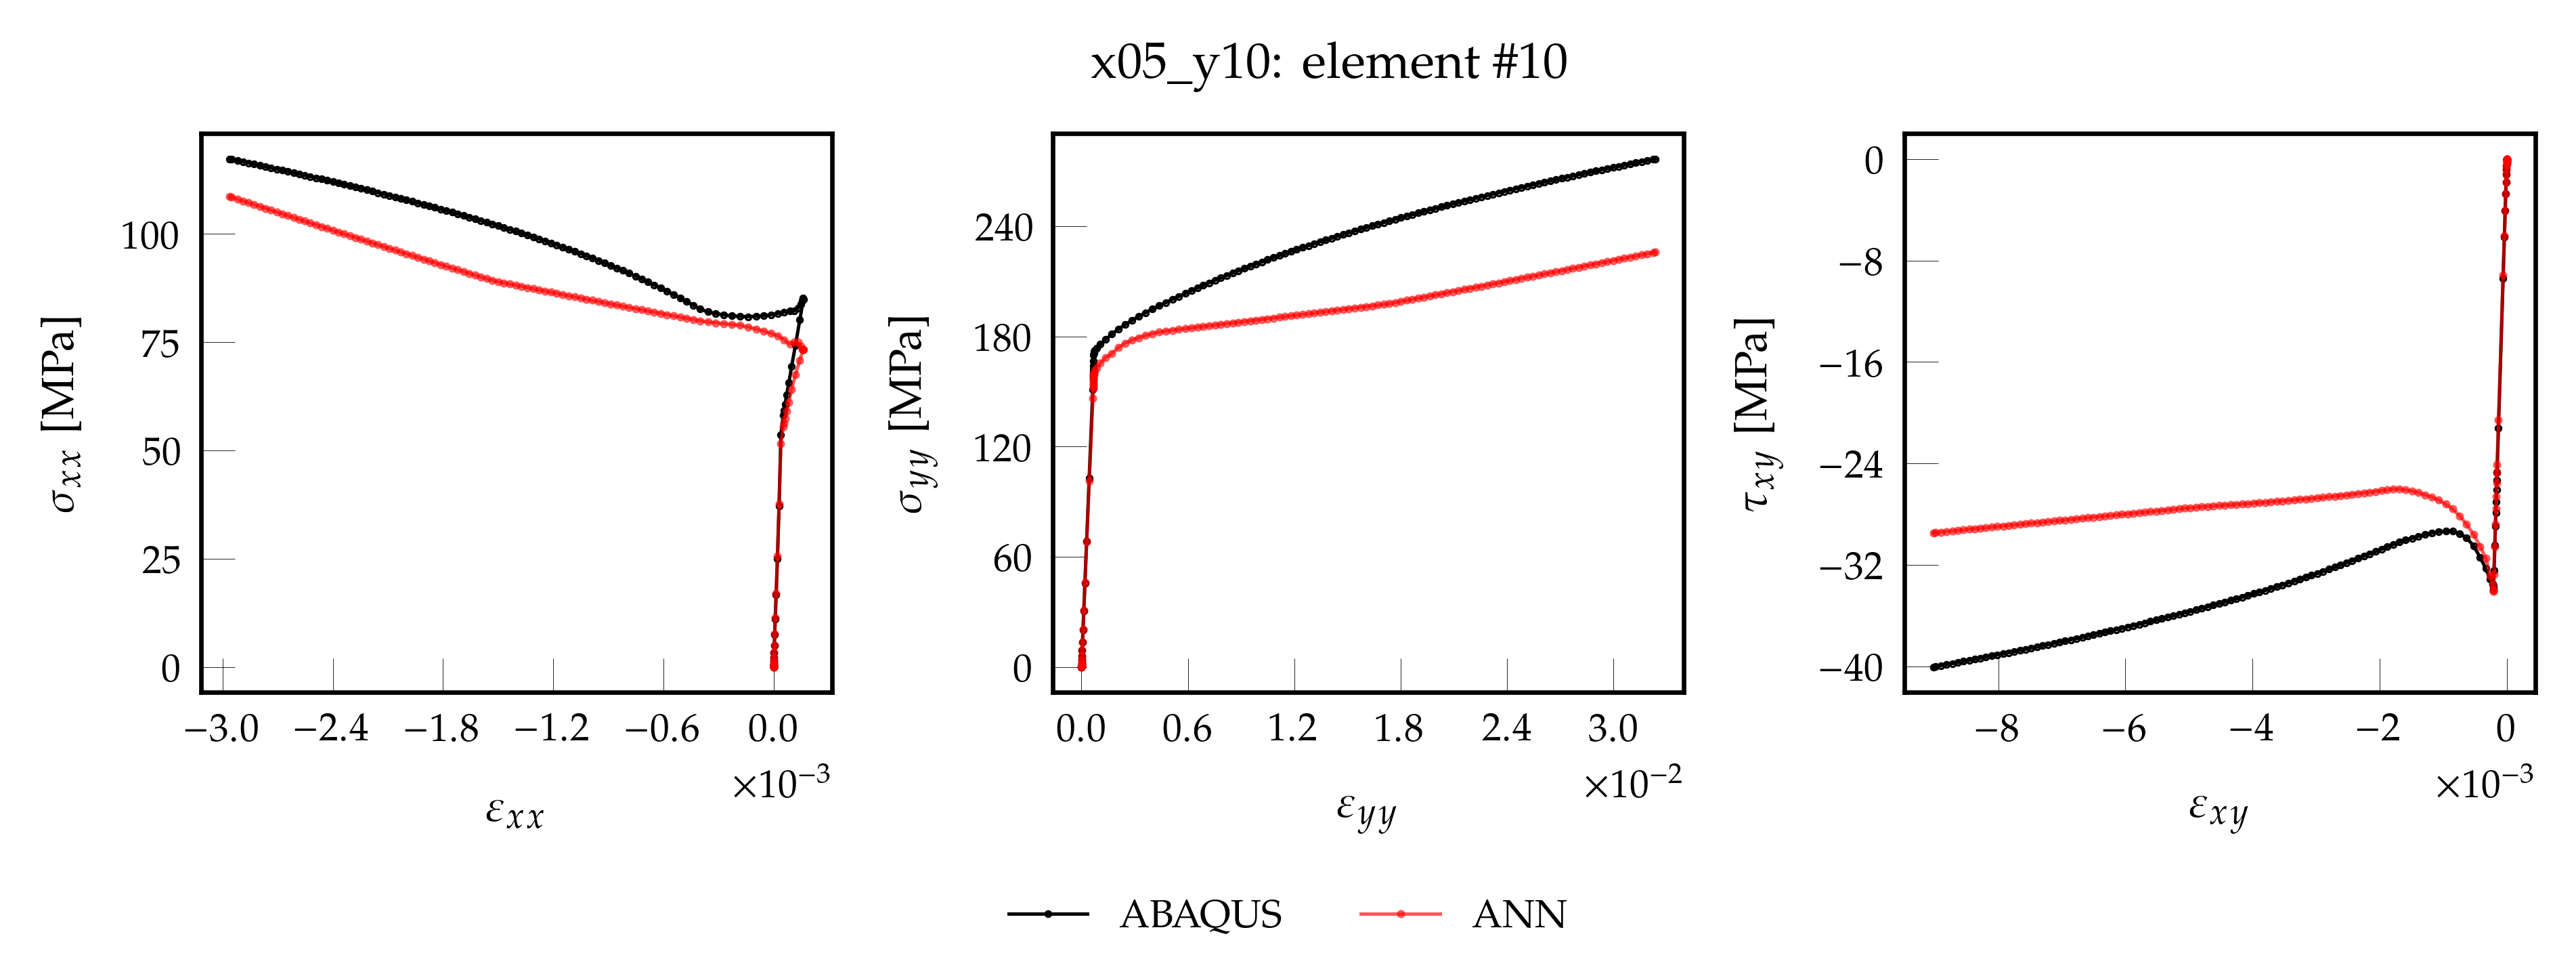 x05_y10: element #10
σxx [MPa]
100
75
50
25
0
−3.0 −2.4 −1.8 −1.2 −0.6 0.0
×10−3
εxx
σyy [MPa]
240
180
120
60
0
0.0 0.6 1.2 1.8 2.4 3.0
×10−2
εyy
τxy [MPa]
0
−8
−16
−24
−32
−40
−8 −6 −4 −2 0
×10−3
εxy
ABAQUS ANN